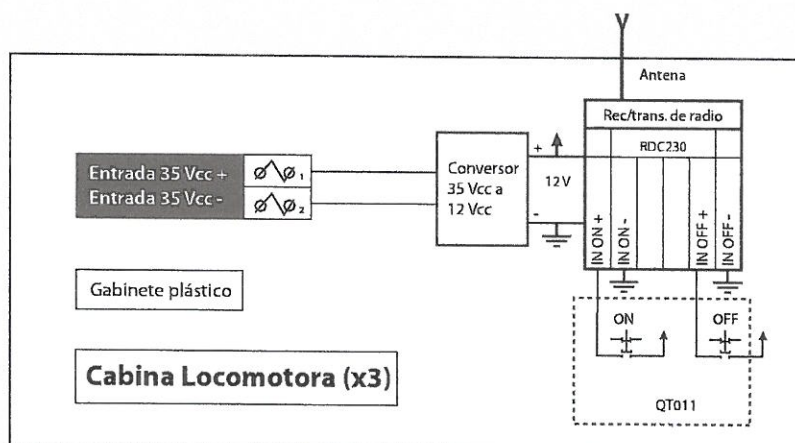 Antena
Rec/trans. de radio
RDC230
Entrada 35 Vcc +
Entrada 35 Vcc -
1
2
Conversor
35 Vcc a
12 Vcc
+
12 V
-
IN ON +
IN ON -
IN OFF +
IN OFF -
Gabinete plástico
ON
OFF
Cabina Locomotora (x3)
QT011